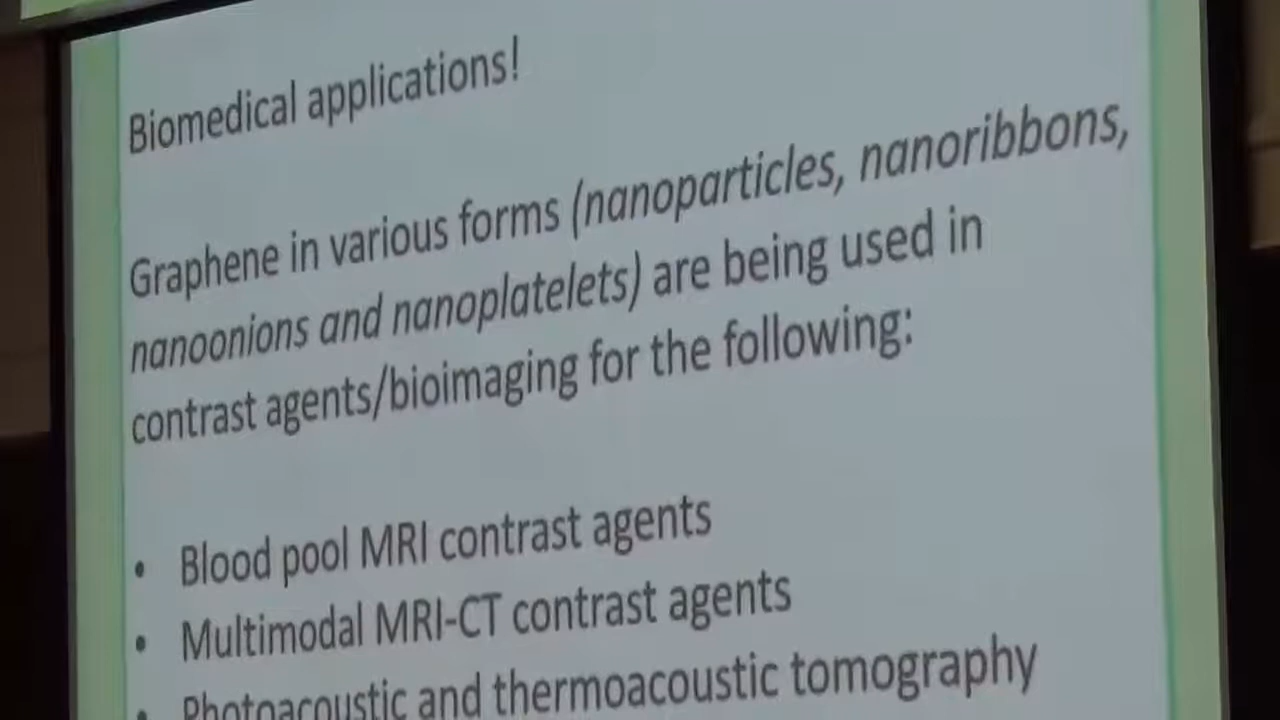 Biomedical applications!
Graphene in various forms (nanoparticles, nanoribbons,
nanoonions and nanoplatelets) are being used in
contrast agents/bioimaging for the following:
• Blood pool MRI contrast agents
• Multimodal MRI-CT contrast agents
• Photoacoustic and thermoacoustic tomography